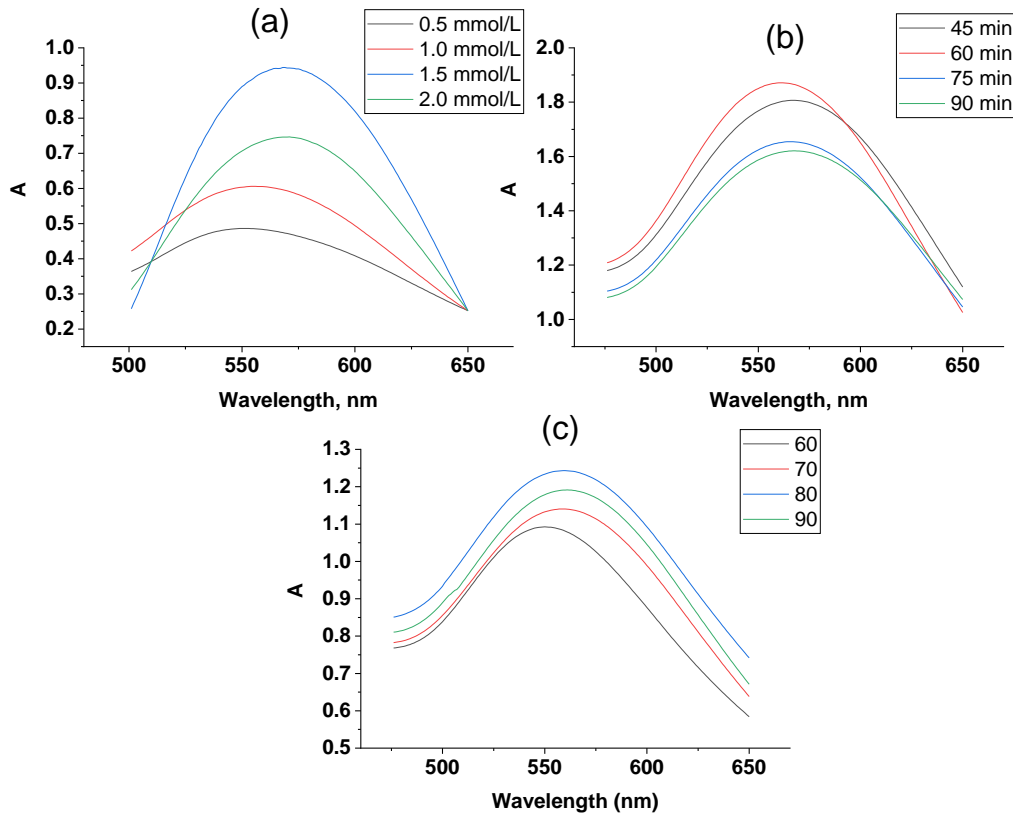 (a)
0.5 mmol/L
1.0 mmol/L
1.5 mmol/L
2.0 mmol/L
1.0
0.9
0.8
0.7
0.6
0.5
0.4
0.3
0.2
A
500 550 600 650
Wavelength, nm
(b)
45 min
60 min
75 min
90 min
2.0
1.8
1.6
1.4
1.2
1.0
A
500 550 600 650
Wavelength, nm
(c)
60
70
80
90
1.3
1.2
1.1
1.0
0.9
0.8
0.7
0.6
0.5
A
500 550 600 650
Wavelength (nm)